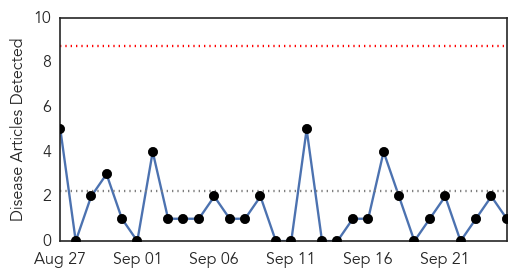 Disease Articles Detected
10
8
6
4
2
0
Aug 27
Sep 01
Sep 06
Sep 11
Sep 16
Sep 21